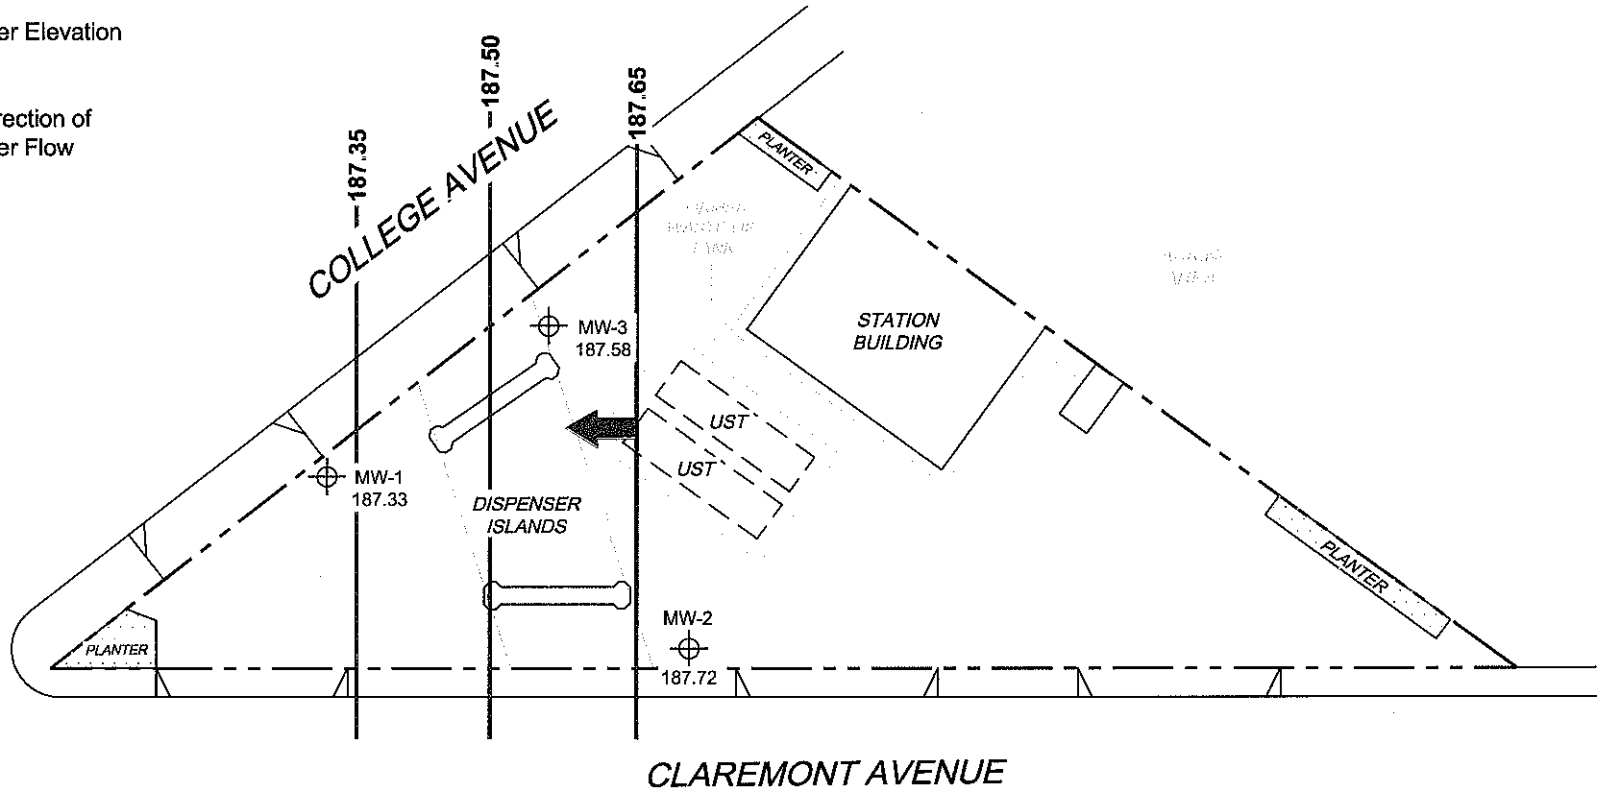 er Elevation
rection of
er Flow
187.35
187.50
187.65
COLLEGE AVENUE
PLANTER
STATION
BUILDING
MW-3
187.58
UST
UST
MW-1
187.33
DISPENSER
ISLANDS
PLANTER
MW-2
187.72
PLANTER
CLAREMONT AVENUE